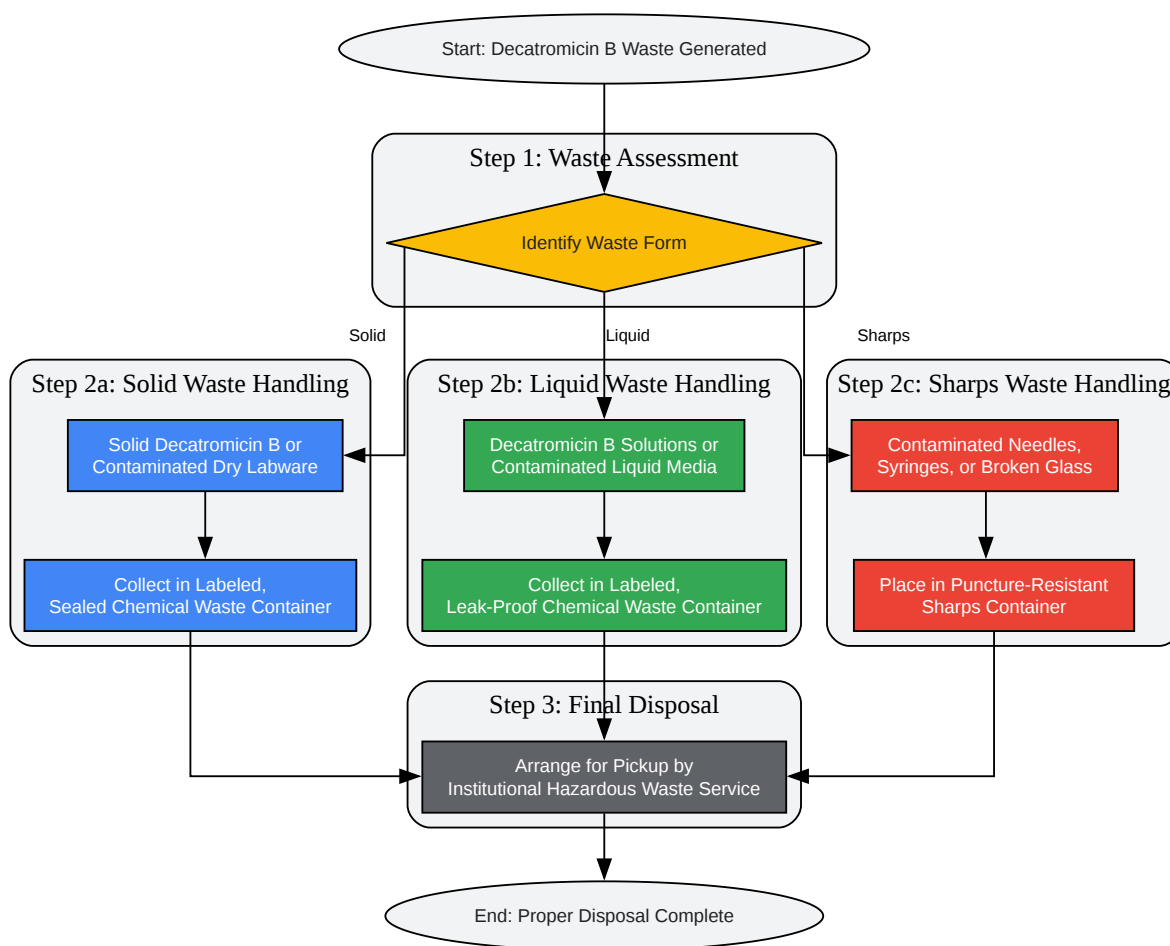 Start: Decatromicin B Waste Generated
Step 1: Waste Assessment
Identify Waste Form
Solid
Liquid
Sharps
Step 2a: Solid Waste Handling
Solid Decatromicin B or
Contaminated Dry Labware
Collect in Labeled,
Sealed Chemical Waste Container
Step 2b: Liquid Waste Handling
Decatromicin B Solutions or
Contaminated Liquid Media
Collect in Labeled,
Leak-Proof Chemical Waste Container
Step 2c: Sharps Waste Handling
Contaminated Needles,
Syringes, or Broken Glass
Place in Puncture-Resistant
Sharps Container
Step 3: Final Disposal
Arrange for Pickup by
Institutional Hazardous Waste Service
End: Proper Disposal Complete